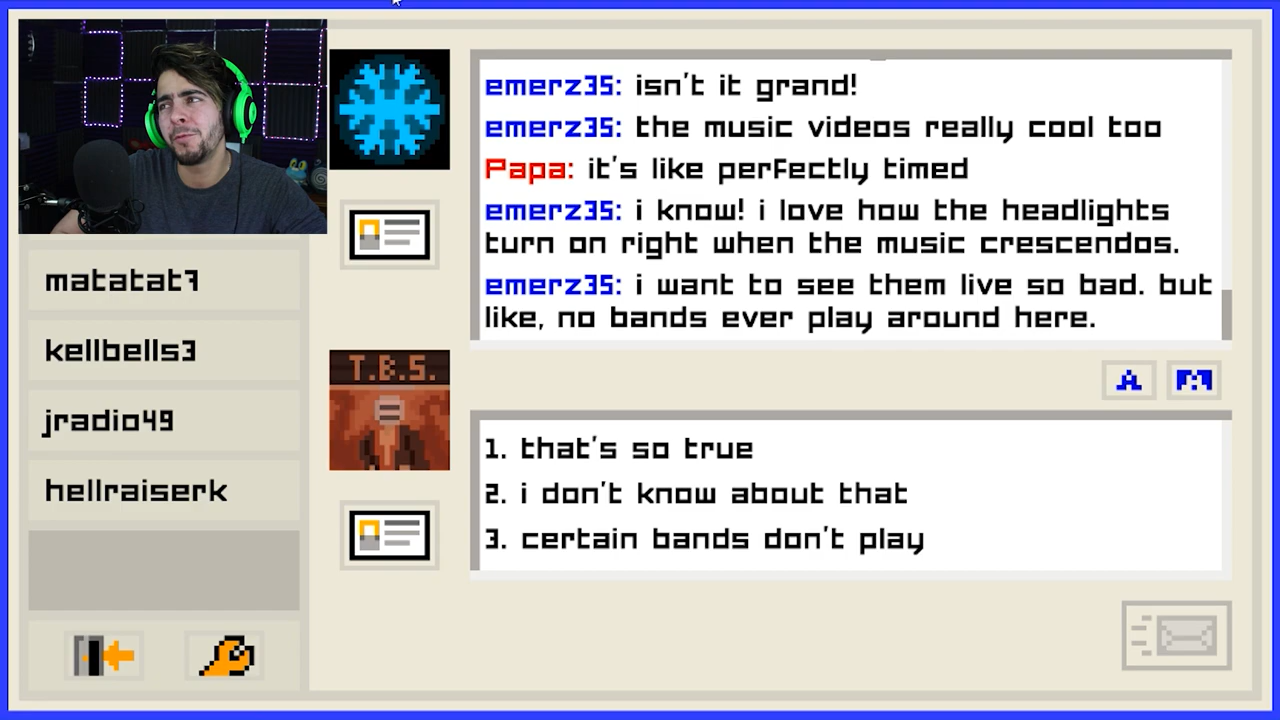 emerz35: isn't it grand!
emerz35: the music videos really cool too
Papa: it's like perfectly timed
emerz35: i know! i love how the headlights
turn on right when the music crescendos.
emerz35: i want to see them live so bad. but
like, no bands ever play around here.
matatat7
kellbells3
jradio49
hellraiserk
T.B.S.
A
1. that's so true
2. i don't know about that
3. certain bands don't play